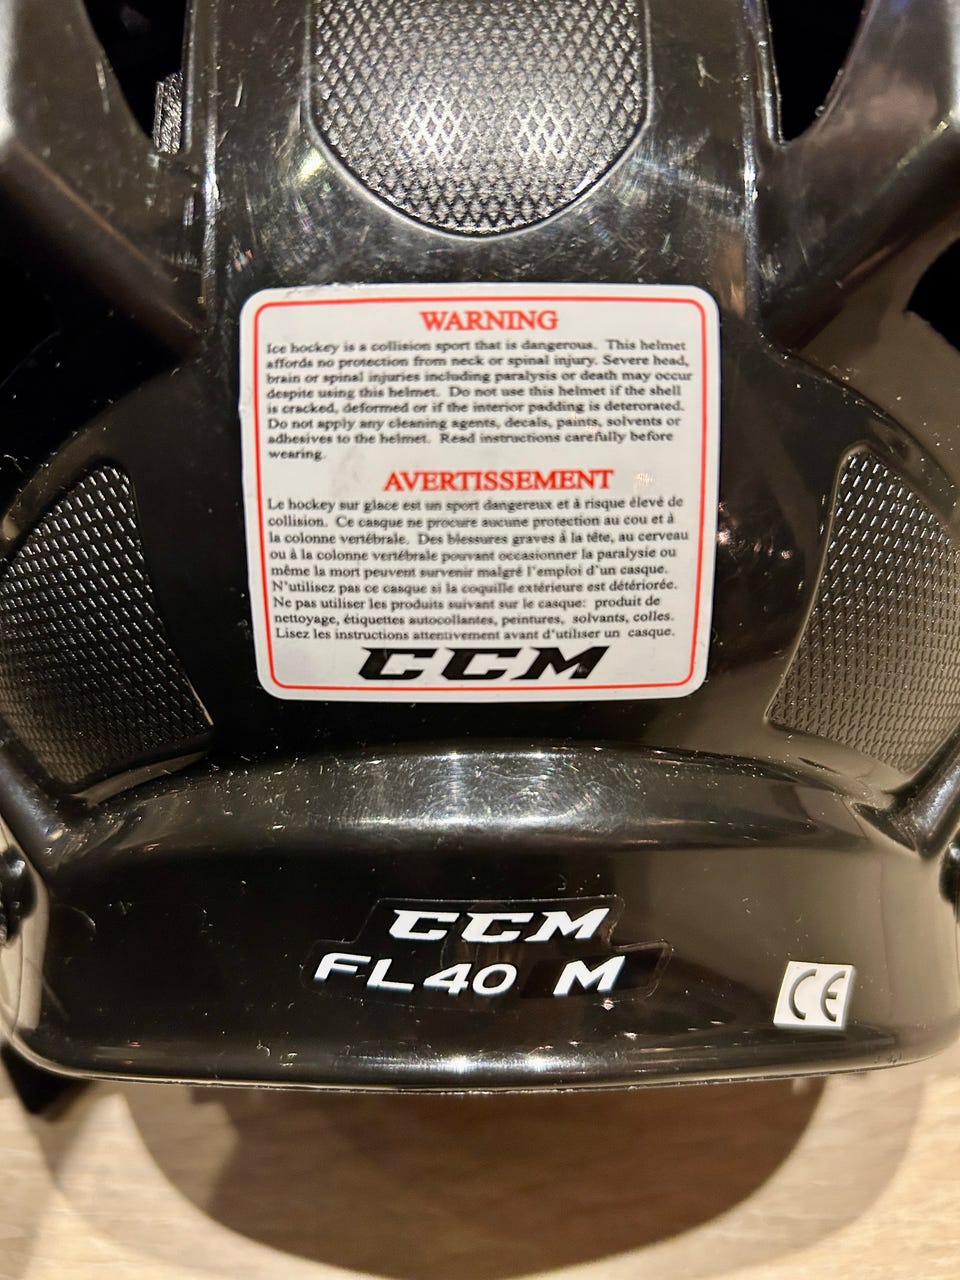 WARNING
Ice hockey is a collision sport that is dangerous. This helmet
affords no protection from neck or spinal injury. Severe head,
brain or spinal injuries including paralysis or death may occur
despite using this helmet. Do not use this helmet if the shell
is cracked, deformed or if the interior padding is deterorated.
Do not apply any cleaning agents, decals, paints, solvents or
adhesives to the helmet. Read instructions carefully before
wearing.
AVERTISSEMENT
Le hockey sur glace est un sport dangereux et à risque élevé de
collision. Ce casque ne procure aucune protection au cou et à
la colonne vertébrale. Des blessures graves à la tête, au cerveau
ou à la colonne vertébrale pouvant occasionner la paralysie ou
même la mort peuvent survenir malgré l'emploi d'un casque.
N'utilisez pas ce casque si la coquille extérieure est détériorée.
Ne pas utiliser les produits suivant sur le casque: produit de
nettoyage, étiquettes autocollantes, peintures, solvants, colles.
Lisez les instructions attentivement avant d'utiliser un casque.
CCM
CCM
FL40 M
CE